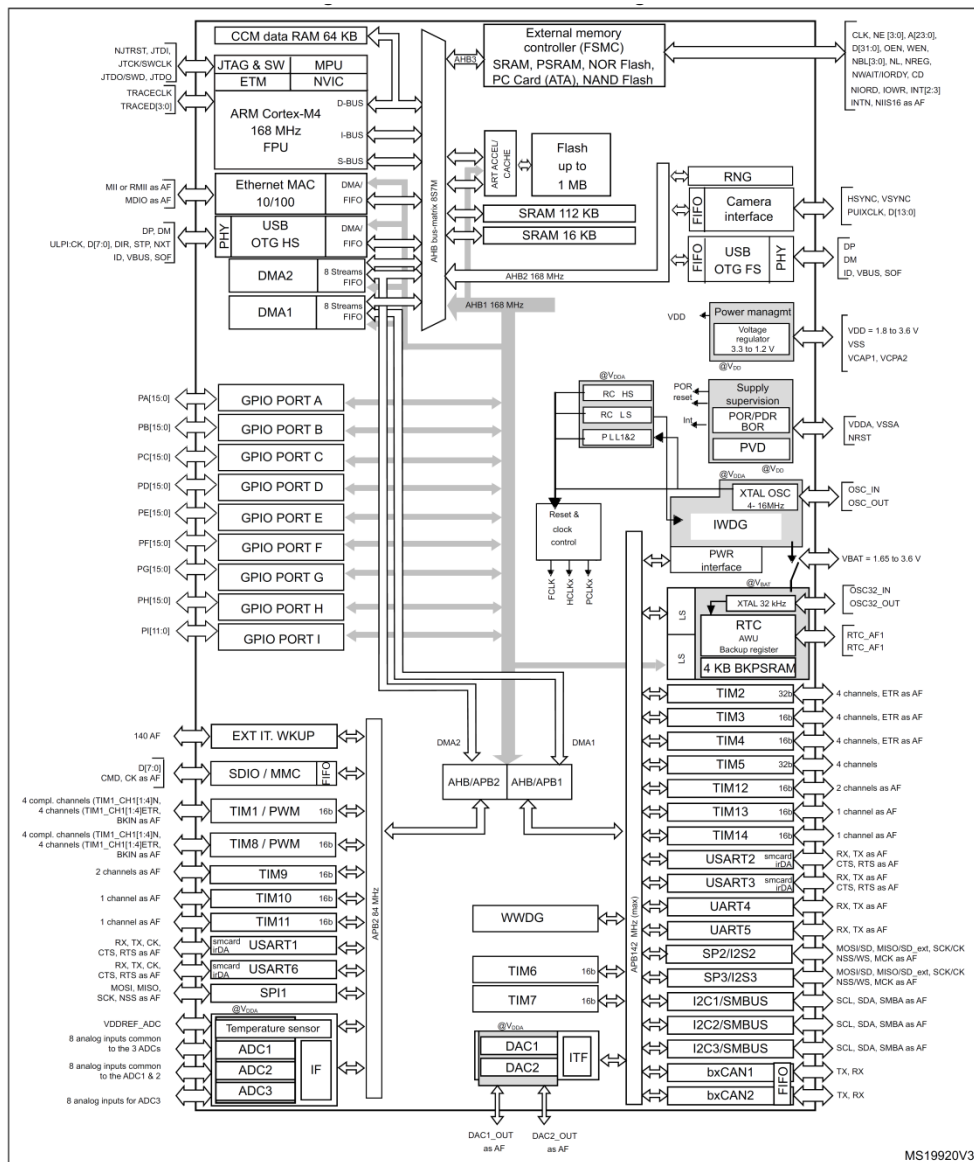 CCM data RAM 64 KB
External memory
controller (FSMC)
SRAM, PSRAM, NOR Flash,
PC Card (ATA), NAND Flash
AHB3
CLK, NE [3:0], A[23:0],
D[31:0], OEN, WEN,
NBL[3:0], NL, NREG,
NWAIT/IORDY, CD
NIORD, IOWR, INT[2:3]
INTN, NIIS16 as AF
NJTRST, JTDI,
JTCK/SWCLK
JTDO/SWD, JTDO
TRACECLK
TRACED[3:0]
JTAG & SW
MPU
ETM
NVIC
ARM Cortex-M4
168 MHz
FPU
D-BUS
I-BUS
S-BUS
AHB bus-matrix 8S7M
ART ACCEL/
CACHE
Flash
up to
1 MB
SRAM 112 KB
SRAM 16 KB
AHB2 168 MHz
AHB1 168 MHz
MII or RMII as AF
MDIO as AF
Ethernet MAC
10/100
DMA/
FIFO
DP, DM
ULPI:CK, D[7:0], DIR, STP, NXT
ID, VBUS, SOF
PHY
USB
OTG HS
DMA/
FIFO
DMA2
8 Streams
FIFO
DMA1
8 Streams
FIFO
RNG
FIFO
Camera
interface
HSYNC, VSYNC
PUIXCLK, D[13:0]
FIFO
USB
OTG FS
PHY
DP
DM
ID, VBUS, SOF
VDD
Power managmt
Voltage
regulator
3.3 to 1.2 V
@VDD
VDD = 1.8 to 3.6 V
VSS
VCAP1, VCPA2
@VDDA
RC HS
RC LS
PLL1&2
POR
reset
Int
Supply
supervision
POR/PDR
BOR
PVD
@VDD
VDDA, VSSA
NRST
@VDDA
XTAL OSC
4- 16MHz
IWDG
OSC_IN
OSC_OUT
Reset &
clock
control
FCLK
HCLKx
PCLKx
PWR
interface
VBAT = 1.65 to 3.6 V
@VBAT
LS
LS
XTAL 32 kHz
RTC
AWU
Backup register
4 KB BKPSRAM
OSC32_IN
OSC32_OUT
RTC_AF1
RTC_AF1
PA[15:0]
GPIO PORT A
PB[15:0]
GPIO PORT B
PC[15:0]
GPIO PORT C
PD[15:0]
GPIO PORT D
PE[15:0]
GPIO PORT E
PF[15:0]
GPIO PORT F
PG[15:0]
GPIO PORT G
PH[15:0]
GPIO PORT H
PI[11:0]
GPIO PORT I
DMA2
DMA1
AHB/APB2
AHB/APB1
APB2 84 MHz
APB142 MHz (max)
140 AF
EXT IT. WKUP
D[7:0]
CMD, CK as AF
SDIO / MMC
FIFO
4 compl. channels (TIM1_CH1[1:4]N,
4 channels (TIM1_CH1[1:4]ETR,
BKIN as AF
TIM1 / PWM
16b
4 compl. channels (TIM1_CH1[1:4]N,
4 channels (TIM1_CH1[1:4]ETR,
BKIN as AF
TIM8 / PWM
16b
2 channels as AF
TIM9
16b
1 channel as AF
TIM10
16b
1 channel as AF
TIM11
16b
RX, TX, CK,
CTS, RTS as AF
smcard
irDA
USART1
RX, TX, CK,
CTS, RTS as AF
smcard
irDA
USART6
MOSI, MISO,
SCK, NSS as AF
SPI1
@VDDA
VDDREF_ADC
Temperature sensor
8 analog inputs common
to the 3 ADCs
ADC1
8 analog inputs common
to the ADC1 & 2
ADC2
8 analog inputs for ADC3
ADC3
IF
WWDG
TIM6
16b
TIM7
16b
@VDDA
DAC1
DAC2
ITF
DAC1_OUT
as AF
DAC2_OUT
as AF
TIM2
32b
4 channels, ETR as AF
TIM3
16b
4 channels, ETR as AF
TIM4
16b
4 channels, ETR as AF
TIM5
32b
4 channels
TIM12
16b
2 channels as AF
TIM13
16b
1 channel as AF
TIM14
16b
1 channel as AF
USART2
smcard
irDA
RX, TX as AF
CTS, RTS as AF
USART3
smcard
irDA
RX, TX as AF
CTS, RTS as AF
UART4
RX, TX as AF
UART5
RX, TX as AF
SP2/I2S2
MOSI/SD, MISO/SD_ext, SCK/CK
NSS/WS, MCK as AF
SP3/I2S3
MOSI/SD, MISO/SD_ext, SCK/CK
NSS/WS, MCK as AF
I2C1/SMBUS
SCL, SDA, SMBA as AF
I2C2/SMBUS
SCL, SDA, SMBA as AF
I2C3/SMBUS
SCL, SDA, SMBA as AF
bxCAN1
FIFO
TX, RX
bxCAN2
TX, RX
MS19920V3